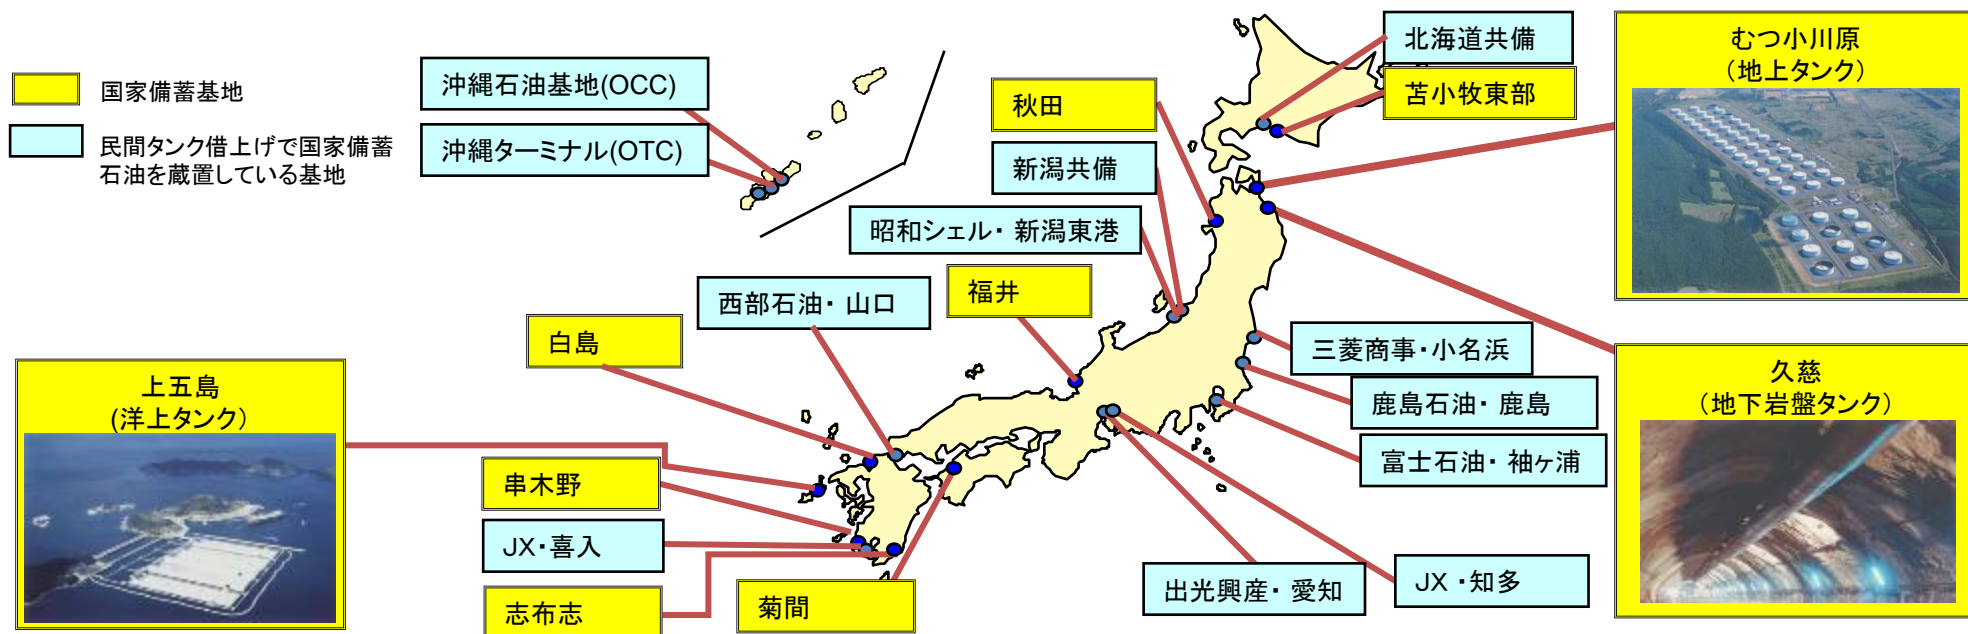 国家備蓄基地
民間タンク借上げで国家備蓄
石油を蔵置している基地
沖縄石油基地(OCC)
沖縄ターミナル(OTC)
北海道共備
苫小牧東部
秋田
新潟共備
昭和シェル・新潟東港
むつ小川原
（地上タンク）
西部石油・山口
福井
白島
三菱商事・小名浜
鹿島石油・鹿島
富士石油・袖ヶ浦
久慈
（地下岩盤タンク）
上五島
(洋上タンク）
串木野
JX・喜入
志布志
菊間
出光興産・愛知
JX・知多